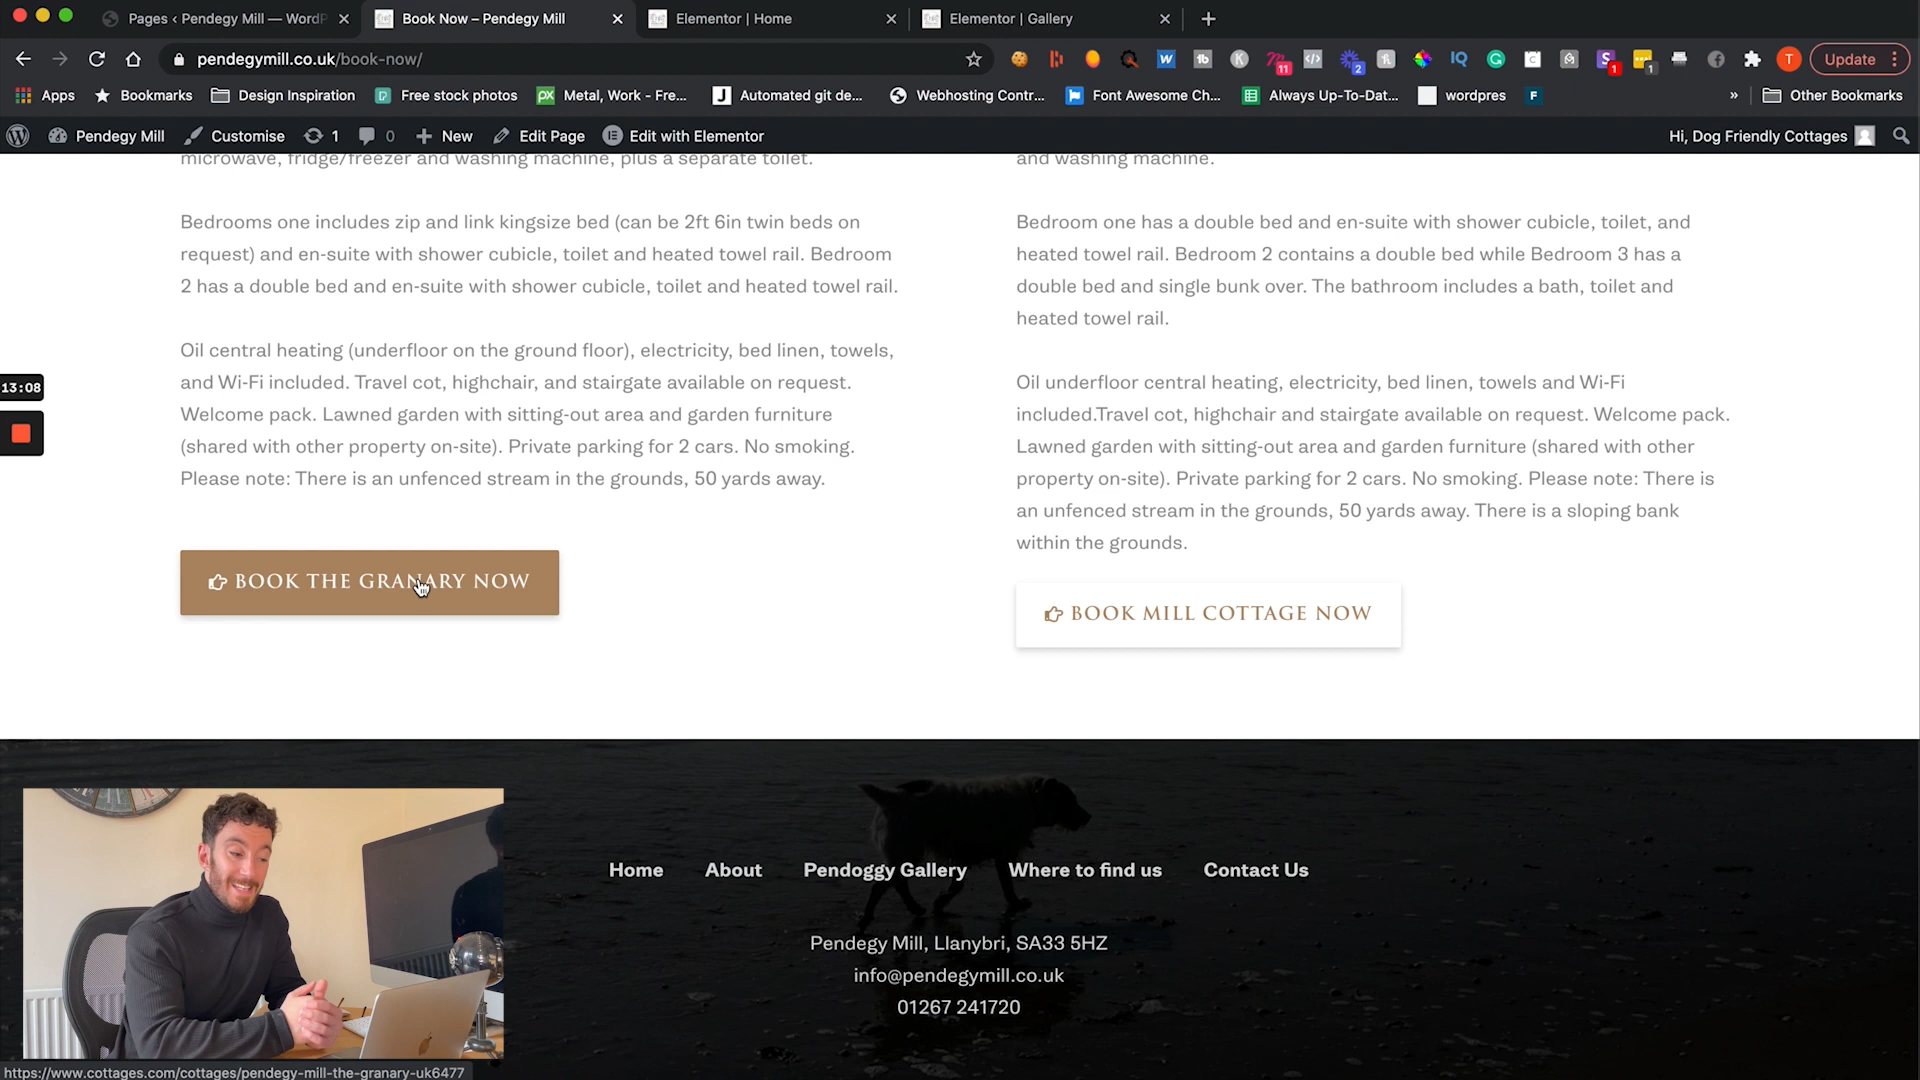 Pages ‹ Pendegy Mill — WordP
Book Now – Pendegy Mill
Elementor | Home
Elementor | Gallery
pendegymill.co.uk/book-now/
Update
Apps
Bookmarks
Design Inspiration
Free stock photos
Metal, Work - Fre...
Automated git de...
Webhosting Contr...
Font Awesome Ch...
Always Up-To-Dat...
wordpres
F
»
Other Bookmarks
Pendegy Mill
Customise
1
0
New
Edit Page
Edit with Elementor
Hi, Dog Friendly Cottages
microwave, fridge/freezer and washing machine, plus a separate toilet.
Bedrooms one includes zip and link kingsize bed (can be 2ft 6in twin beds on
request) and en-suite with shower cubicle, toilet and heated towel rail. Bedroom
2 has a double bed and en-suite with shower cubicle, toilet and heated towel rail.
Oil central heating (underfloor on the ground floor), electricity, bed linen, towels,
and Wi-Fi included. Travel cot, highchair, and stairgate available on request.
Welcome pack. Lawned garden with sitting-out area and garden furniture
(shared with other property on-site). Private parking for 2 cars. No smoking.
Please note: There is an unfenced stream in the grounds, 50 yards away.
BOOK THE GRANARY NOW
and washing machine.
Bedroom one has a double bed and en-suite with shower cubicle, toilet, and
heated towel rail. Bedroom 2 contains a double bed while Bedroom 3 has a
double bed and single bunk over. The bathroom includes a bath, toilet and
heated towel rail.
Oil underfloor central heating, electricity, bed linen, towels and Wi-Fi
included.Travel cot, highchair and stairgate available on request. Welcome pack.
Lawned garden with sitting-out area and garden furniture (shared with other
property on-site). Private parking for 2 cars. No smoking. Please note: There is
an unfenced stream in the grounds, 50 yards away. There is a sloping bank
within the grounds.
BOOK MILL COTTAGE NOW
13:08
Home
About
Pendoggy Gallery
Where to find us
Contact Us
Pendegy Mill, Llanybri, SA33 5HZ
info@pendegymill.co.uk
01267 241720
https://www.cottages.com/cottages/pendegy-mill-the-granary-uk6477